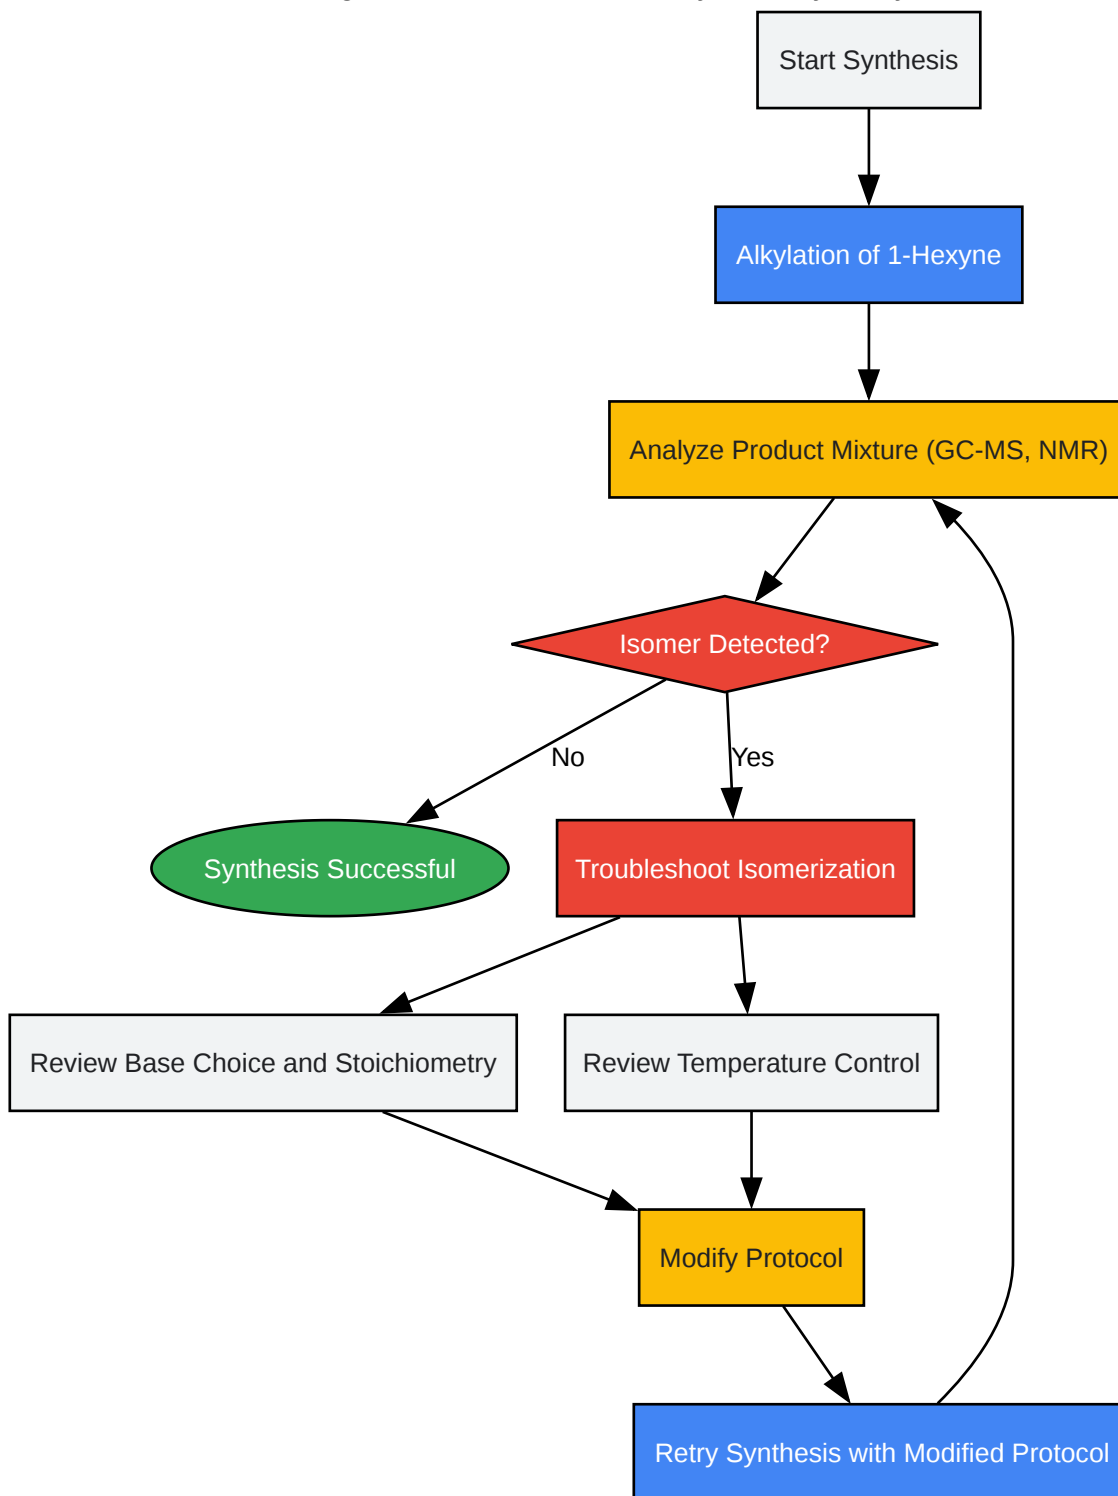 Start Synthesis
Alkylation of 1-Hexyne
Analyze Product Mixture (GC-MS, NMR)
Isomer Detected?
No
Yes
Synthesis Successful
Troubleshoot Isomerization
Review Base Choice and Stoichiometry
Review Temperature Control
Modify Protocol
Retry Synthesis with Modified Protocol